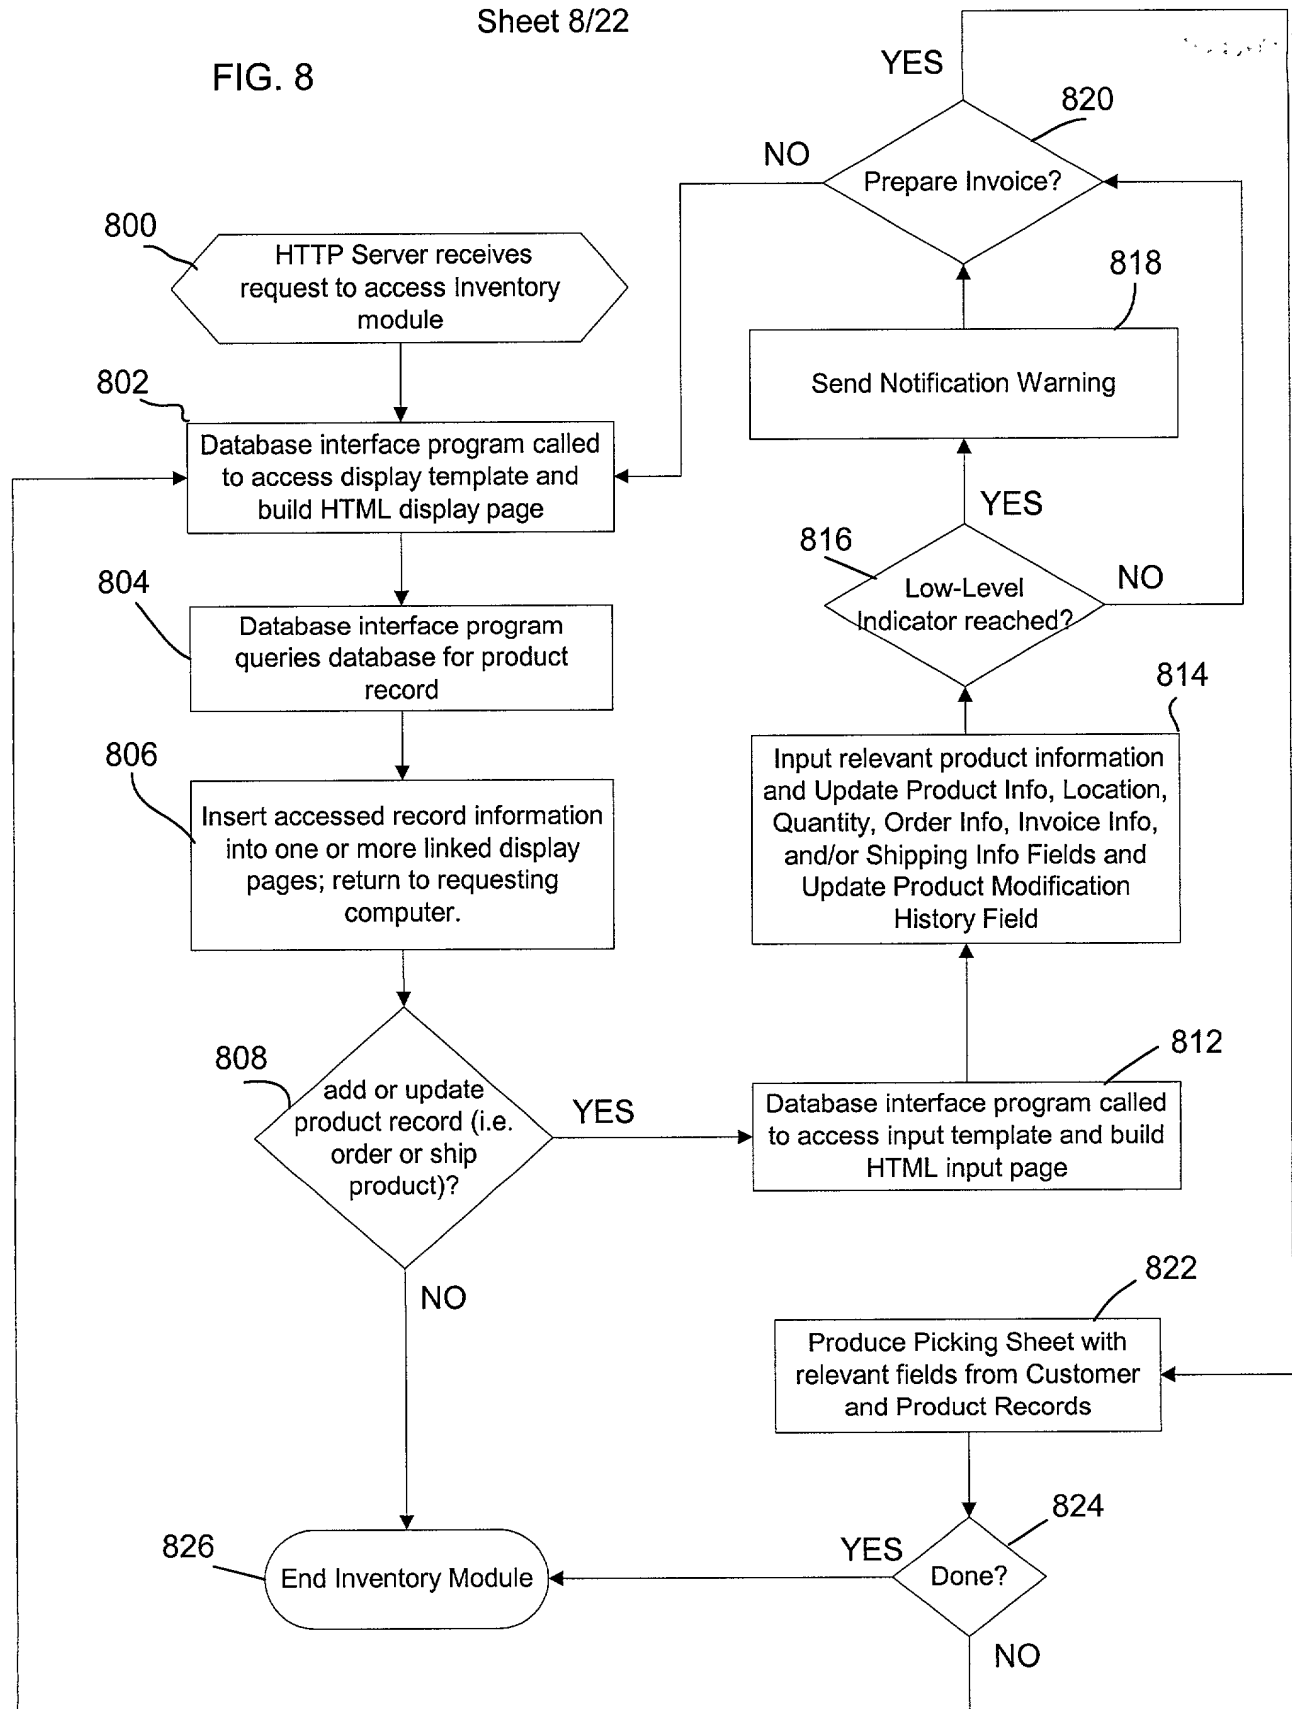 Sheet 8/22
FIG. 8
YES
820
NO
Prepare Invoice?
800
HTTP Server receives
request to access Inventory
module
818
Send Notification Warning
802
Database interface program called
to access display template and
build HTML display page
YES
816
NO
Low-Level
Indicator reached?
804
Database interface program
queries database for product
record
814
Input relevant product information
and Update Product Info, Location,
Quantity, Order Info, Invoice Info,
and/or Shipping Info Fields and
Update Product Modification
History Field
806
Insert accessed record information
into one or more linked display
pages; return to requesting
computer.
808
add or update
product record (i.e.
order or ship
product)?
YES
812
Database interface program called
to access input template and build
HTML input page
NO
822
Produce Picking Sheet with
relevant fields from Customer
and Product Records
824
YES
Done?
826
End Inventory Module
NO